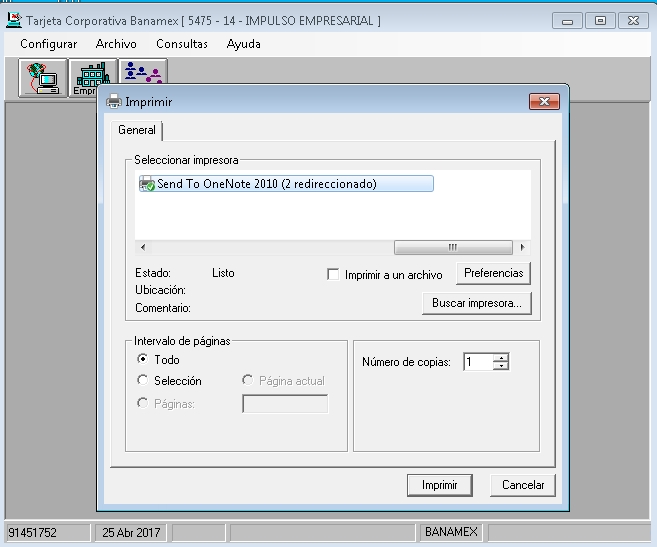 Tarjeta Corporativa Banamex [ 5475 - 14 - IMPULSO EMPRESARIAL ]
Configurar Archivo Consultas Ayuda
Imprimir
General
Seleccionar impresora
Send To OneNote 2010 (2 redireccionado)
Estado: Listo
Imprimir a un archivo
Preferencias
Ubicación:
Comentario:
Buscar impresora...
Intervalo de páginas
Todo
Selección
Página actual
Páginas:
Número de copias: 1
Imprimir Cancelar
91451752 25 Abr 2017 BANAMEX